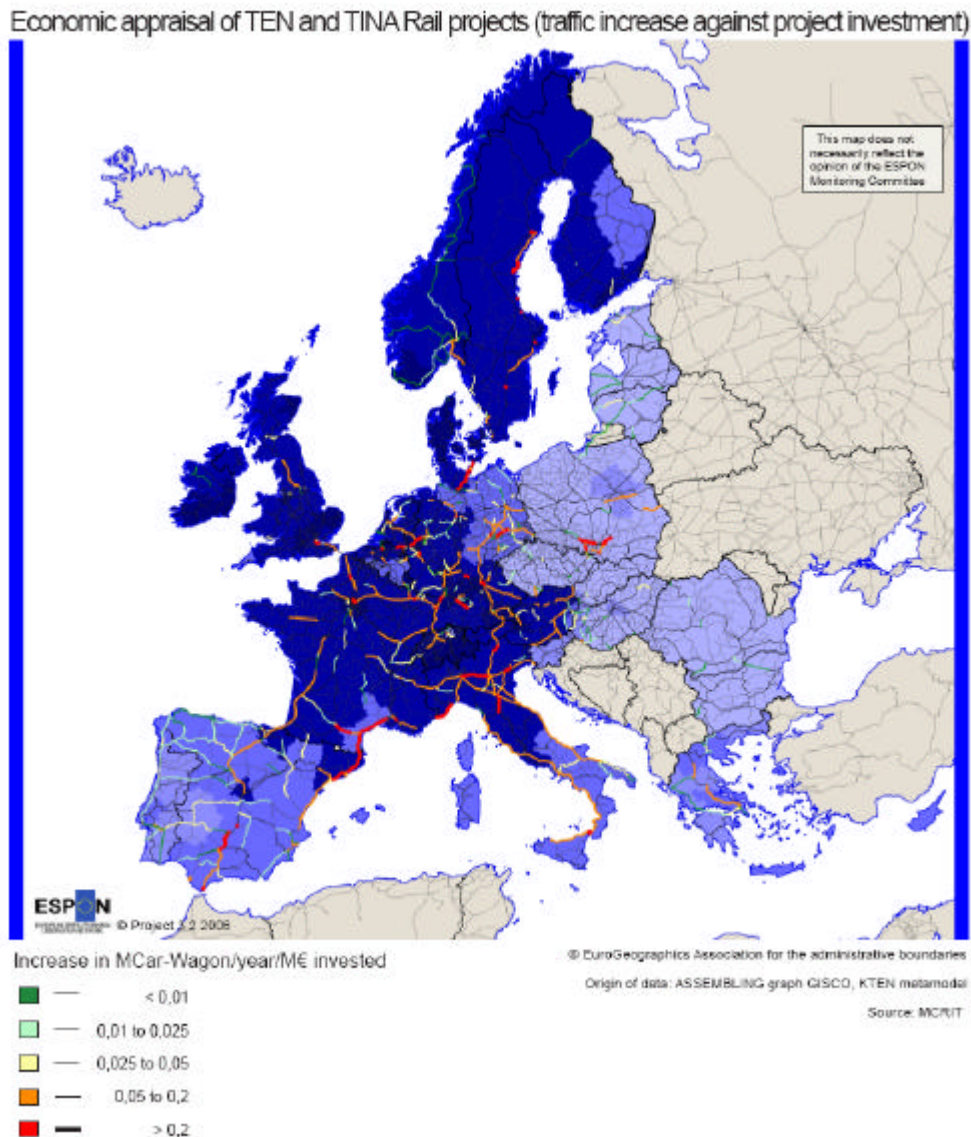 Economic appraisal of TEN and TINA Rail projects (traffic increase against project investment)
This map does not
necessarily reflect the
opinion of the ESPON
Monitoring Committee
ESPON
© Project 3.2 2006
Increase in MCar-Wagon/year/M€ invested
< 0,01
0,01 to 0,025
0,025 to 0,05
0,05 to 0,2
> 0,2
© EuroGeographics Association for the administrative boundaries
Origin of data: ASSEMBLING graph GISCO, KTEN metamodel
Source: MCRIT